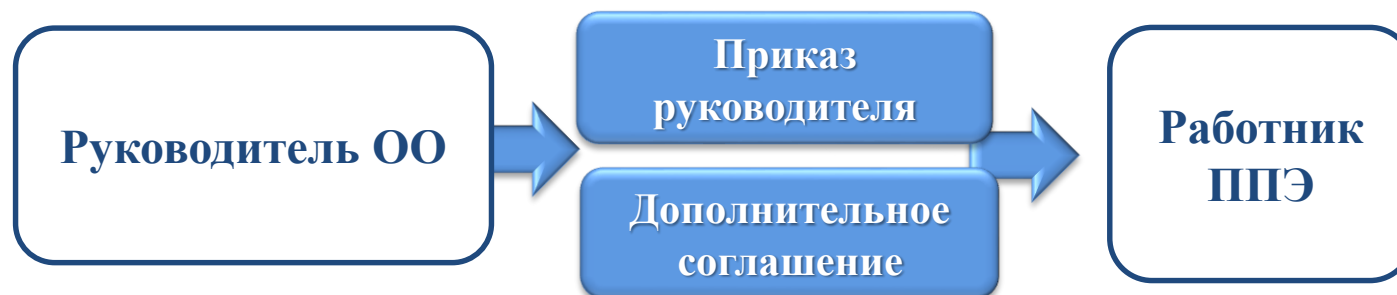 Руководитель ОО
Приказ
руководителя
Дополнительное
соглашение
Работник
ППЭ